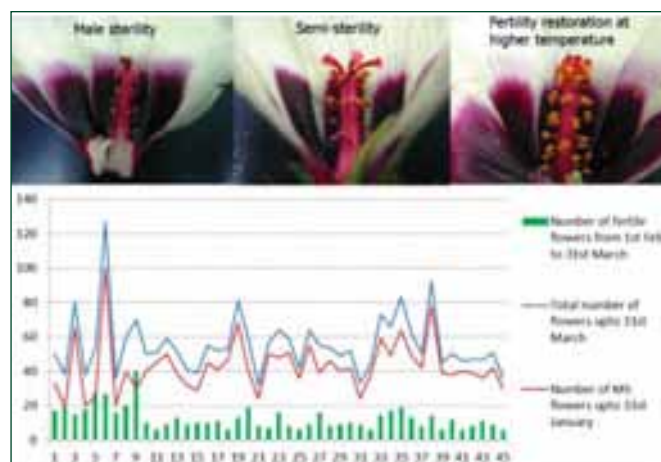 Male sterility
Semi-sterility
Fertility restoration at
higher temperature
140
120
100
80
60
40
20
0
Number of fertile
flowers from 1st Feb
to 31st March
Total number of
flowers upto 31st
March
Number of MS
flowers upto 31st
January
1 3 5 7 9 11 13 15 17 19 21 23 25 27 29 31 33 35 37 39 41 43 45